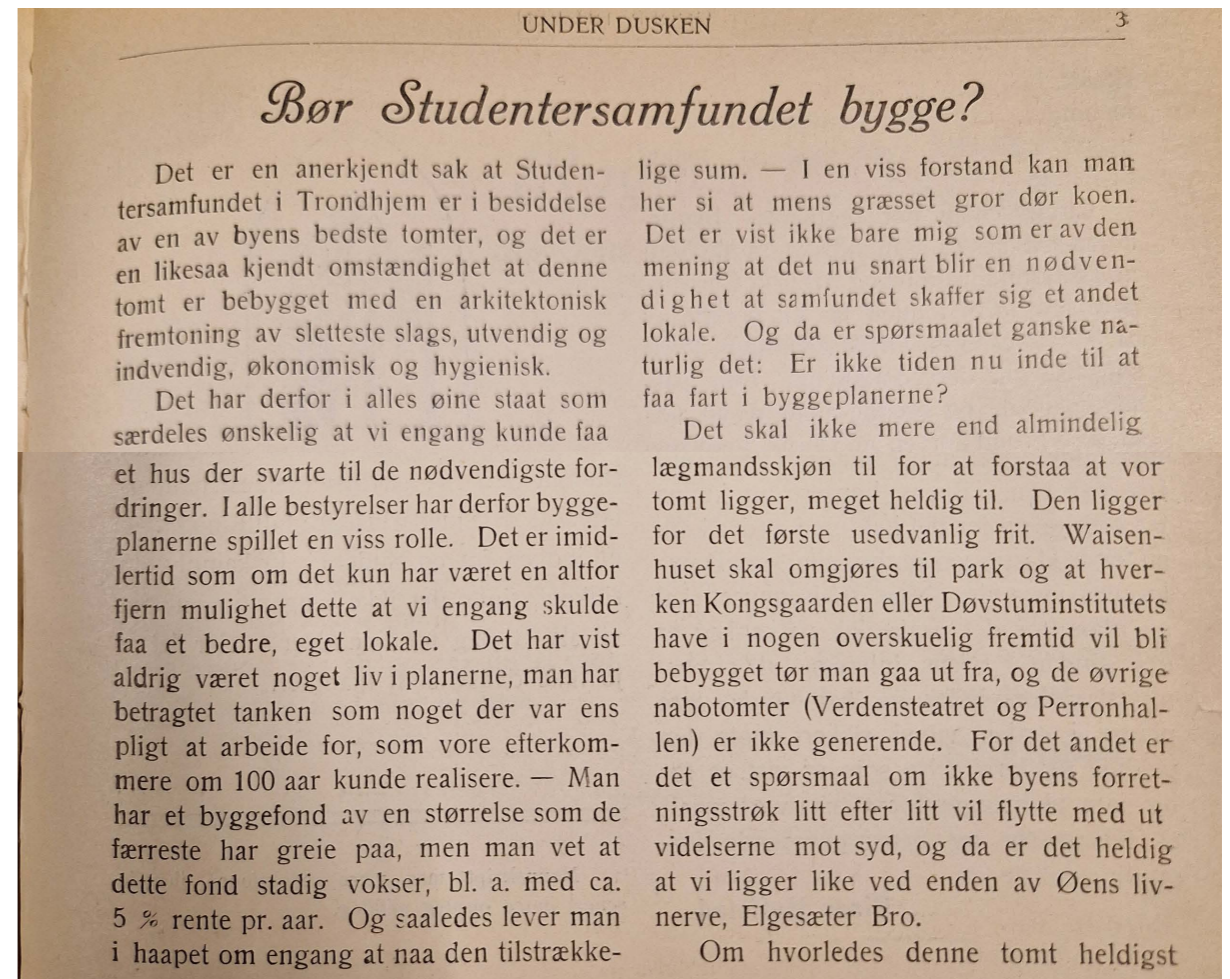 UNDER DUSKEN
3
Bør Studentersamfundet bygge?
Det er en anerkjendt sak at Studen-
tersamfundet i Trondhjem er i besiddelse
av en av byens bedste tomter, og det er
en likesaa kjendt omstændighet at denne
tomt er bebygget med en arkitektonisk
fremtoning av sletteste slags, utvendig og
indvendig, økonomisk og hygienisk.
Det har derfor i alles øine staat som
særdeles ønskelig at vi engang kunde faa
et hus der svarte til de nødvendigste for-
dringer. I alle bestyrelser har derfor bygge-
planerne spillet en viss rolle. Det er imid-
lertid som om det kun har været en altfor
fjern mulighet dette at vi engang skulde
faa et bedre, eget lokale. Det har vist
aldrig været noget liv i planerne, man har
betragtet tanken som noget der var ens
pligt at arbeide for, som vore efterkom-
mere om 100 aar kunde realisere. — Man
har et byggefond av en størrelse som de
færreste har greie paa, men man vet at
dette fond stadig vokser, bl. a. med ca.
5 % rente pr. aar. Og saaledes lever man
i haapet om engang at naa den tilstrække-
lige sum. — I en viss forstand kan man
her si at mens græsset gror dør koen.
Det er vist ikke bare mig som er av den
mening at det nu snart blir en nødven-
dighet at samfundet skaffer sig et andet
lokale. Og da er spørsmaalet ganske na-
turlig det: Er ikke tiden nu inde til at
faa fart i byggeplanerne?
Det skal ikke mere end almindelig
lægmandsskjøn til for at forstaa at vor
tomt ligger, meget heldig til. Den ligger
for det første usedvanlig frit. Waisen-
huset skal omgjøres til park og at hver-
ken Kongsgaarden eller Døvstuminstitutets
have i nogen overskuelig fremtid vil bli
bebygget tør man gaa ut fra, og de øvrige
nabotomter (Verdensteatret og Perronhal-
len) er ikke generende. For det andet er
det et spørsmaal om ikke byens forret-
ningsstrøk litt efter litt vil flytte med ut
videlserne mot syd, og da er det heldig
at vi ligger like ved enden av Øens liv-
nerve, Elgesæter Bro.
Om hvorledes denne tomt heldigst